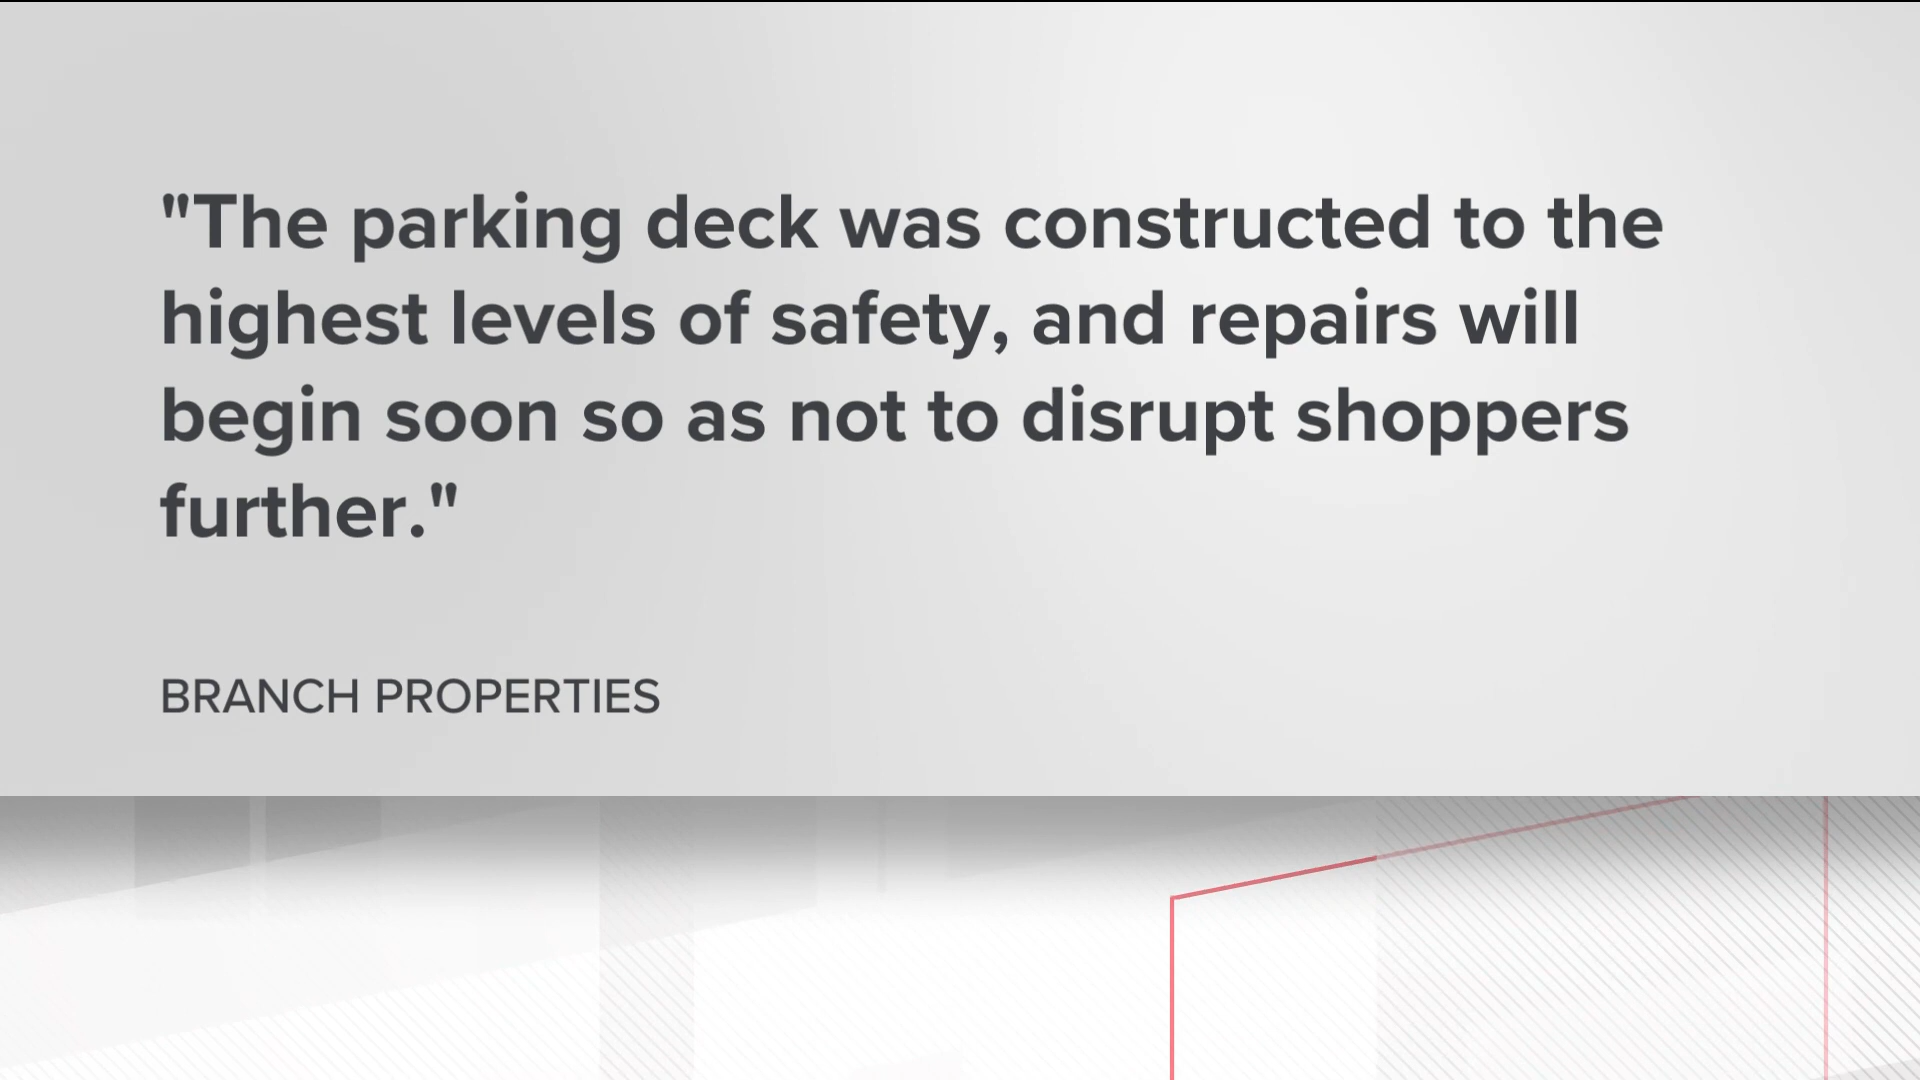 "The parking deck was constructed to the
highest levels of safety, and repairs will
begin soon so as not to disrupt shoppers
further."
BRANCH PROPERTIES